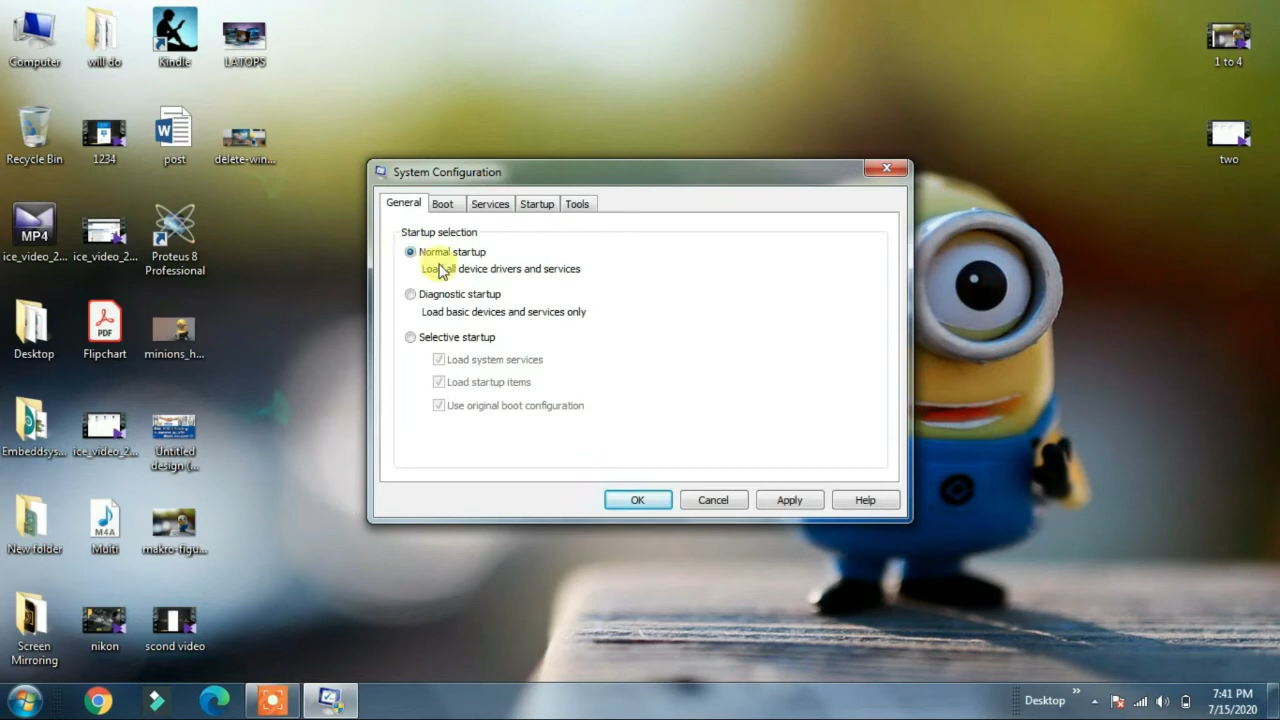 Computer
will do
Kindle
LATOPS
1 to 4
Recycle Bin
1234
post
delete-win...
two
MP4
ice_video_2...
ice_video_2...
Proteus 8
Professional
Desktop
PDF
Flipchart
minions_h...
Embeddsys...
ice_video_2...
Untitled
design (...
New folder
M4A
Multi
makro-figu...
Screen
Mirroring
nikon
scond video
System Configuration
General
Boot
Services
Startup
Tools
Startup selection
Normal startup
Load all device drivers and services
Diagnostic startup
Load basic devices and services only
Selective startup
Load system services
Load startup items
Use original boot configuration
OK
Cancel
Apply
Help
Desktop
7:41 PM
7/15/2020